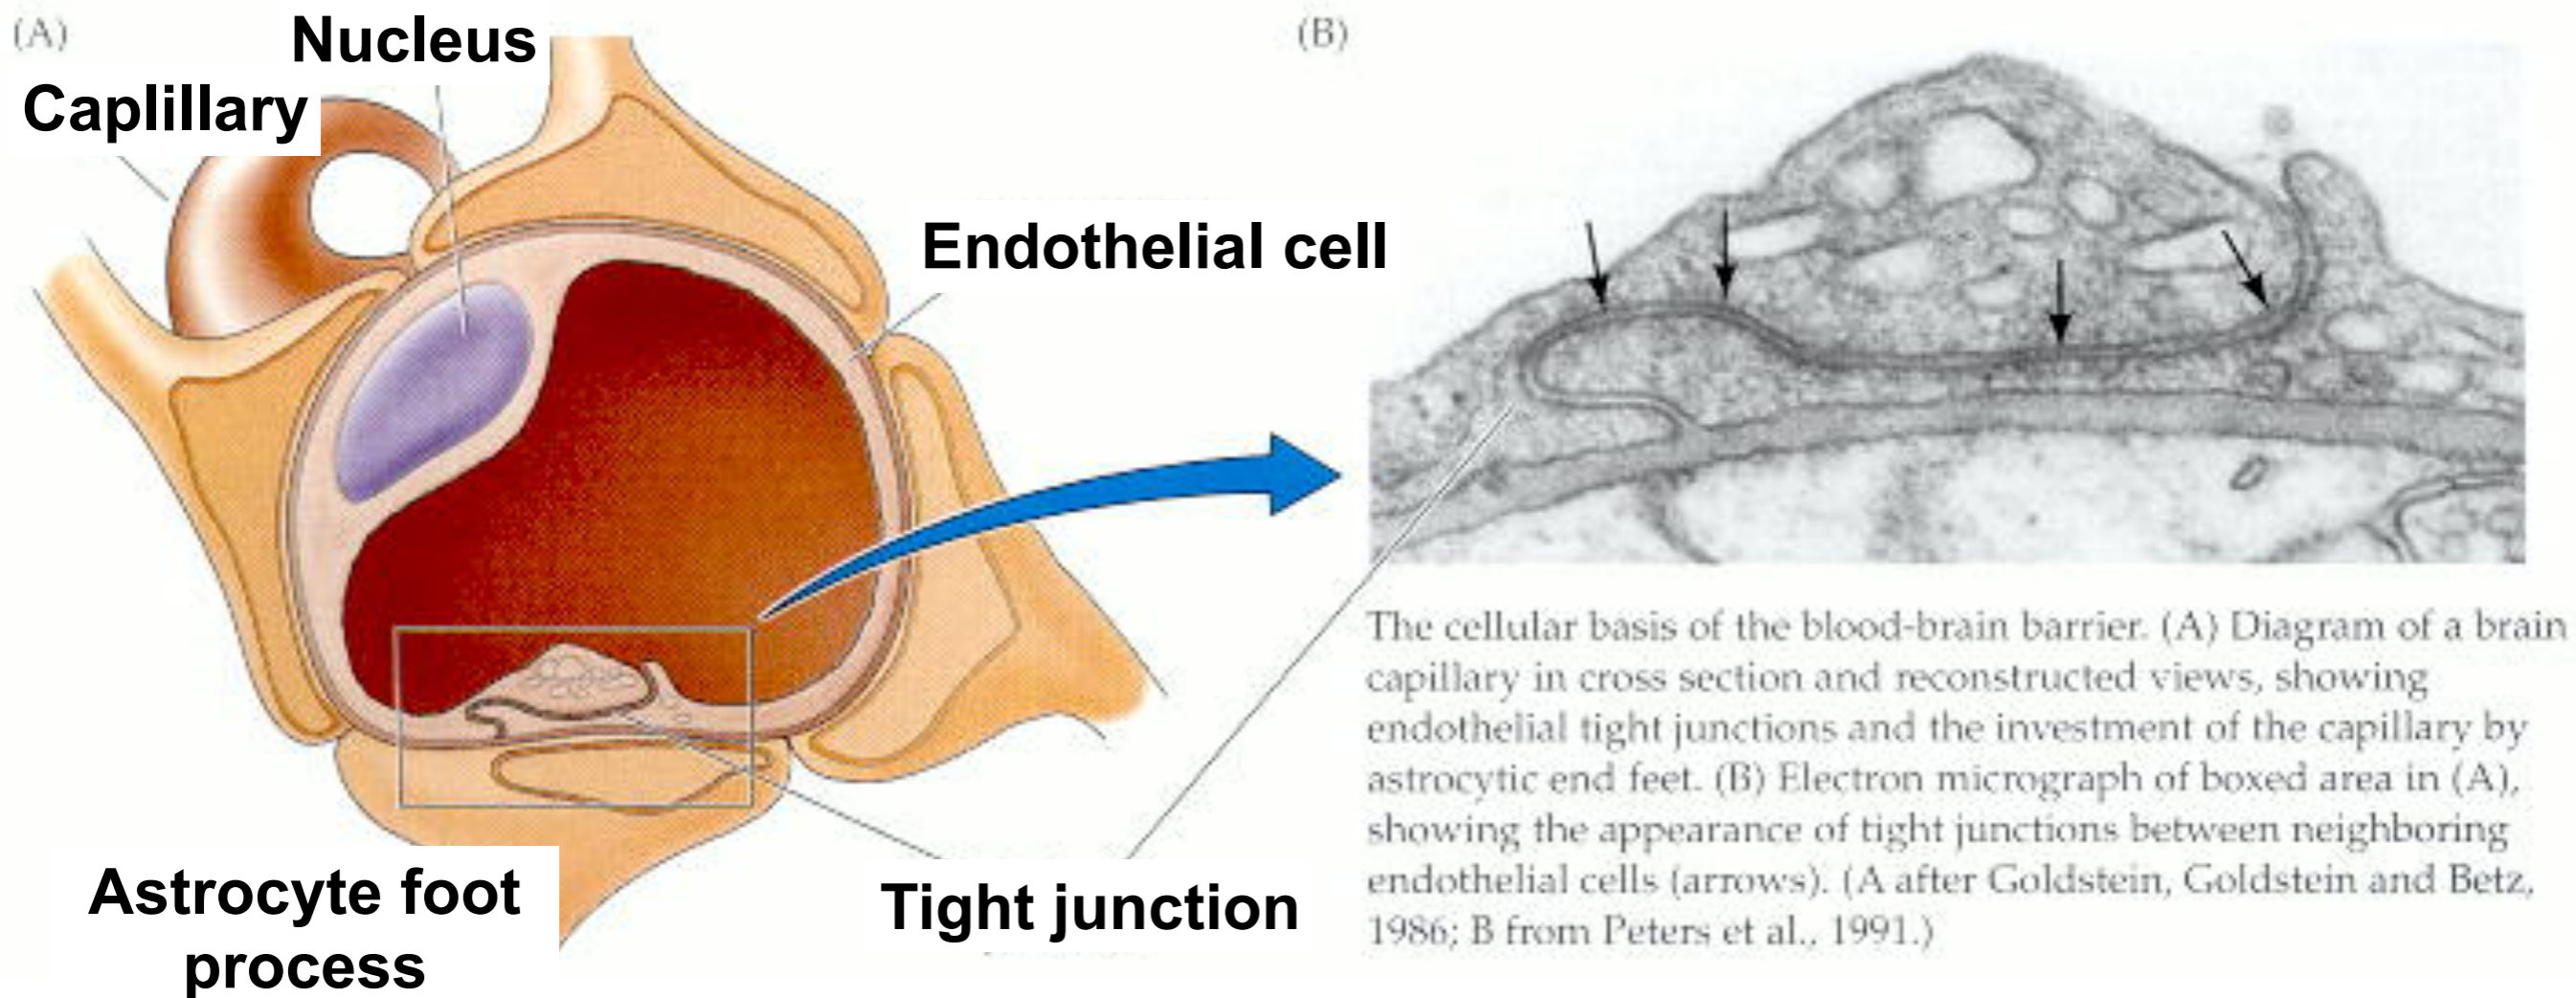 (A)
Nucleus
Caplillary
Endothelial cell
Astrocyte foot
process
Tight junction
(B)
The cellular basis of the blood-brain barrier. (A) Diagram of a brain
capillary in cross section and reconstructed views, showing
endothelial tight junctions and the investment of the capillary by
astrocytic end feet. (B) Electron micrograph of boxed area in (A),
showing the appearance of tight junctions between neighboring
endothelial cells (arrows). (A after Goldstein, Goldstein and Betz,
1986; B from Peters et al., 1991.)